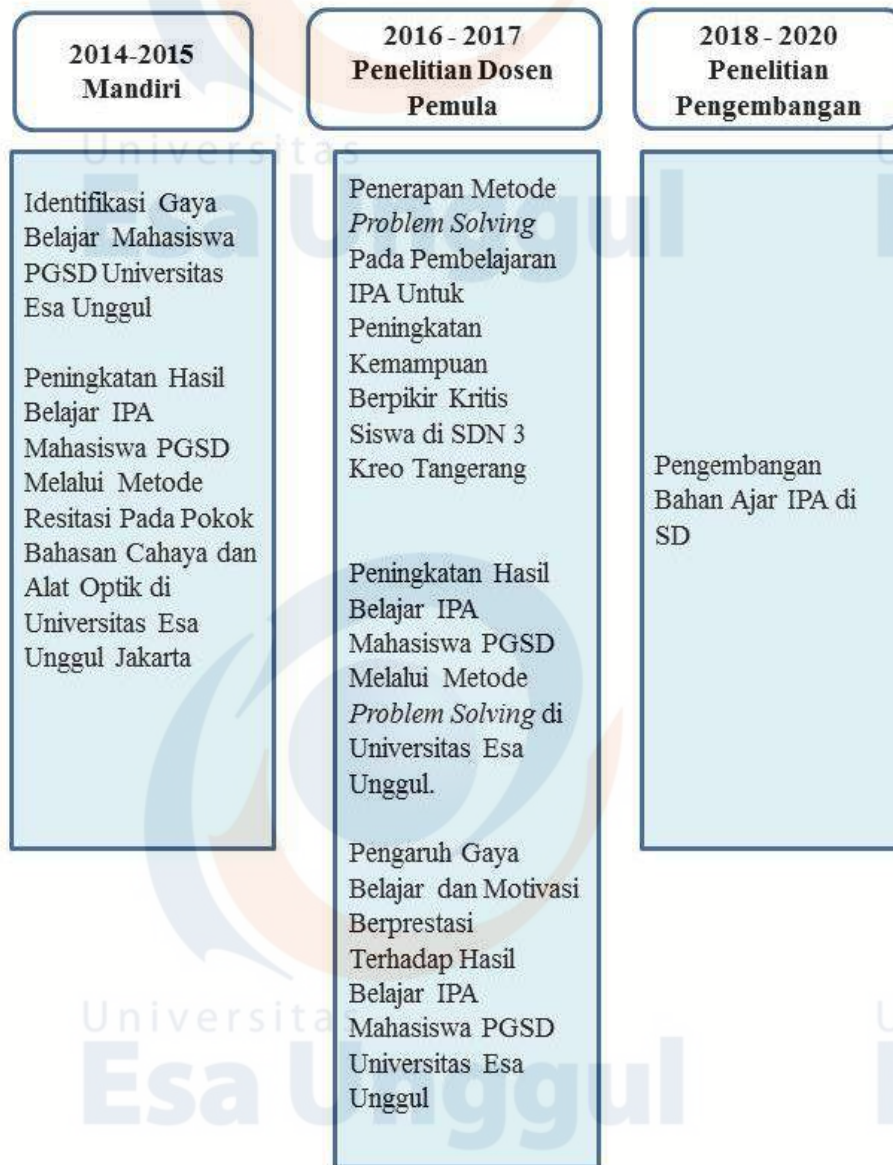 2014-2015
Mandiri
2016 - 2017
Penelitian Dosen
Pemula
2018 - 2020
Penelitian
Pengembangan
Identifikasi Gaya
Belajar Mahasiswa
PGSD Universitas
Esa Unggul
Peningkatan Hasil
Belajar IPA
Mahasiswa PGSD
Melalui Metode
Resitasi Pada Pokok
Bahasan Cahaya dan
Alat Optik di
Universitas Esa
Unggul Jakarta
Penerapan Metode
Problem Solving
Pada Pembelajaran
IPA Untuk
Peningkatan
Kemampuan
Berpikir Kritis
Siswa di SDN 3
Kreo Tangerang
Peningkatan Hasil
Belajar IPA
Mahasiswa PGSD
Melalui Metode
Problem Solving di
Universitas Esa
Unggul.
Pengaruh Gaya
Belajar dan Motivasi
Berprestasi
Terhadap Hasil
Belajar IPA
Mahasiswa PGSD
Universitas Esa
Unggul
Pengembangan
Bahan Ajar IPA di
SD
Universitas
Esa Unggul
Universitas
Esa Unggul